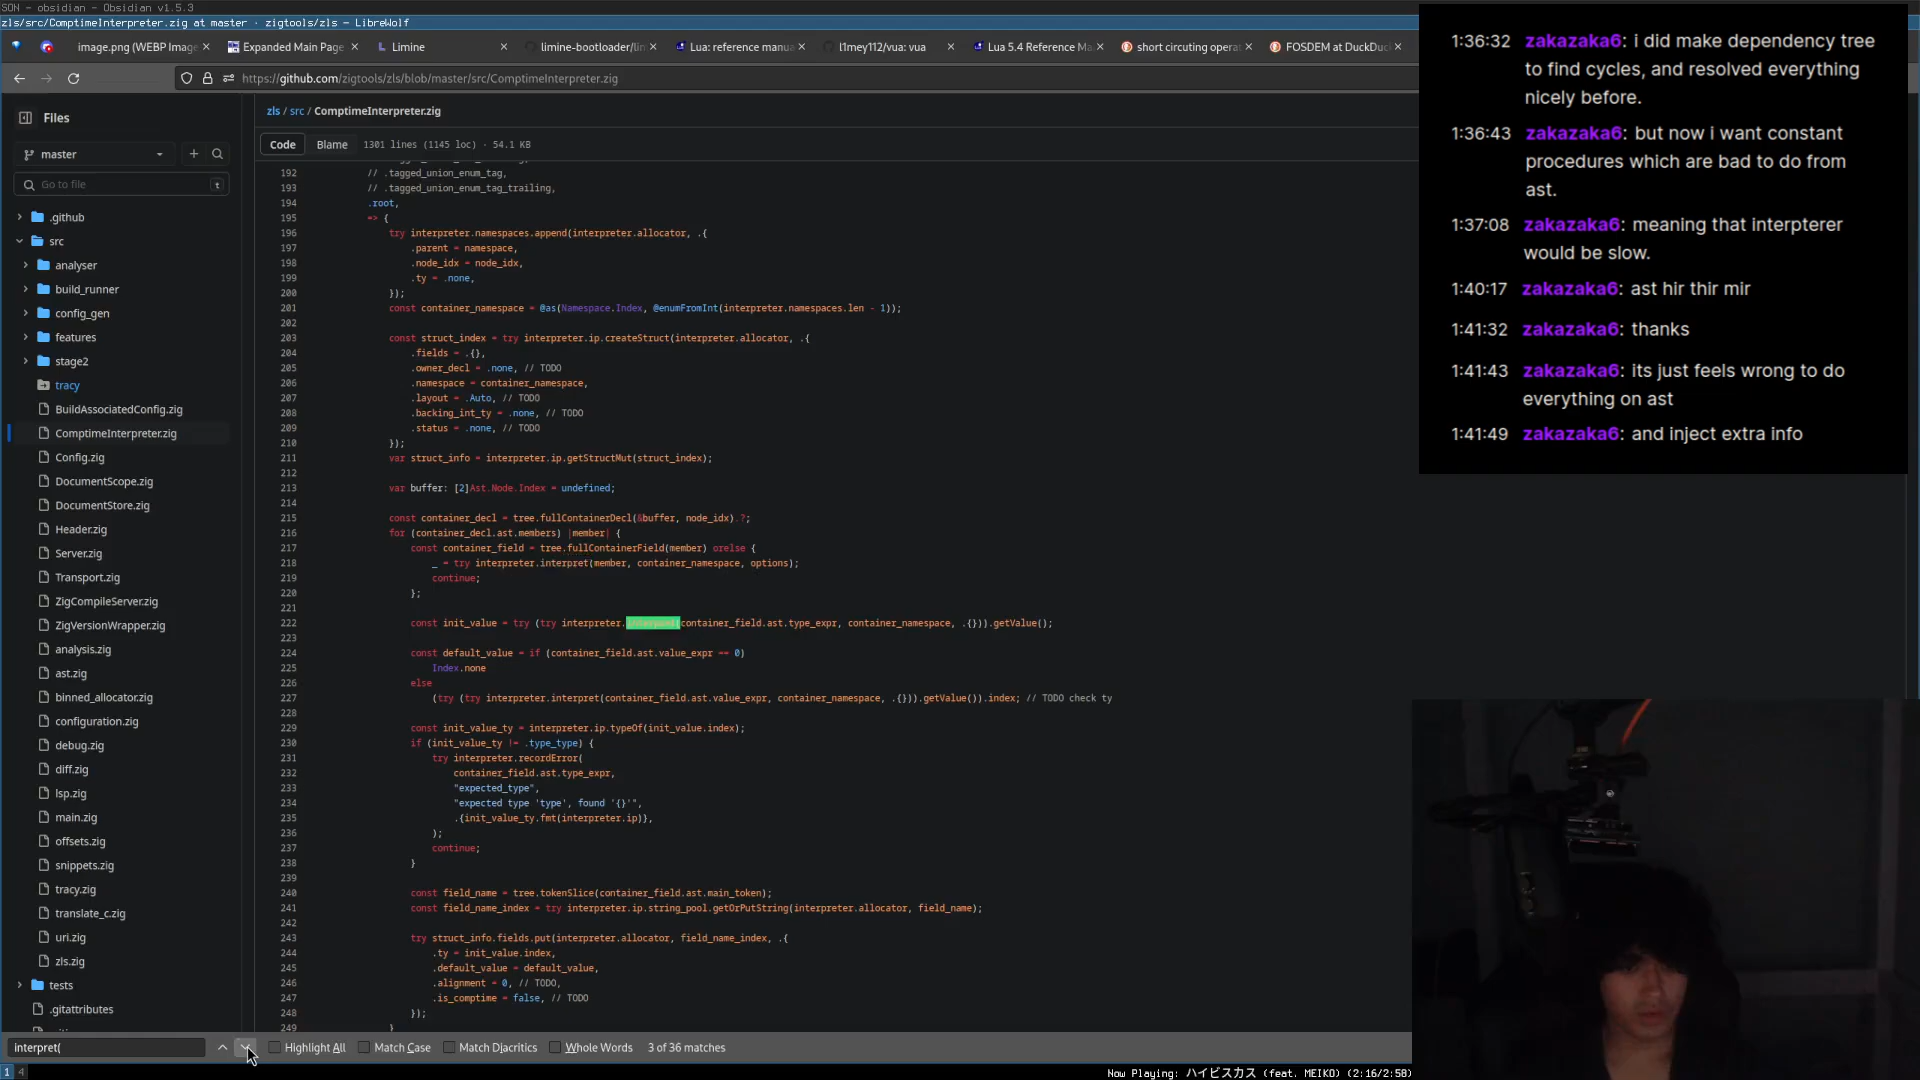 SON - obsidian - Obsidian v1.5.3
zls/src/ComptimeInterpreter.zig at master · zigtools/zls — LibreWolf
image.png (WEBP Imag
Expanded Main Page
Limine
limine-bootloader/lin
Lua: reference manua
l1mey112/vua: vua
Lua 5.4 Reference Ma
short circuting opera
FOSDEM at DuckDuc
https://github.com/zigtools/zls/blob/master/src/ComptimeInterpreter.zig
Files
master
Go to file
t
.github
src
analyser
build_runner
config_gen
features
stage2
tracy
BuildAssociatedConfig.zig
ComptimeInterpreter.zig
Config.zig
DocumentScope.zig
DocumentStore.zig
Header.zig
Server.zig
Transport.zig
ZigCompileServer.zig
ZigVersionWrapper.zig
analysis.zig
ast.zig
binned_allocator.zig
configuration.zig
debug.zig
diff.zig
lsp.zig
main.zig
offsets.zig
snippets.zig
tracy.zig
translate_c.zig
uri.zig
zls.zig
tests
.gitattributes
zls / src / ComptimeInterpreter.zig
Code Blame 1301 lines (1145 loc) · 54.1 KB
192 // .tagged_union_enum_tag,
193 // .tagged_union_enum_tag_trailing,
194 .root,
195 => {
196 try interpreter.namespaces.append(interpreter.allocator, .{
197 .parent = namespace,
198 .node_idx = node_idx,
199 .ty = .none,
200 });
201 const container_namespace = @as(Namespace.Index, @enumFromInt(interpreter.namespaces.len - 1));
202
203 const struct_index = try interpreter.ip.createStruct(interpreter.allocator, .{
204 .fields = .{},
205 .owner_decl = .none, // TODO
206 .namespace = container_namespace,
207 .layout = .Auto, // TODO
208 .backing_int_ty = .none, // TODO
209 .status = .none, // TODO
210 });
211 var struct_info = interpreter.ip.getStructMut(struct_index);
212
213 var buffer: [2]Ast.Node.Index = undefined;
214
215 const container_decl = tree.fullContainerDecl(&buffer, node_idx).?;
216 for (container_decl.ast.members) |member| {
217 const container_field = tree.fullContainerField(member) orelse {
218 _ = try interpreter.interpret(member, container_namespace, options);
219 continue;
220 };
221
222 const init_value = try (try interpreter.interpret(container_field.ast.type_expr, container_namespace, .{})).getValue();
223
224 const default_value = if (container_field.ast.value_expr == 0)
225 Index.none
226 else
227 (try (try interpreter.interpret(container_field.ast.value_expr, container_namespace, .{})).getValue()).index; // TODO check ty
228
229 const init_value_ty = interpreter.ip.typeOf(init_value.index);
230 if (init_value_ty != .type_type) {
231 try interpreter.recordError(
232 container_field.ast.type_expr,
233 "expected_type",
234 "expected type 'type', found '{}'",
235 .{init_value_ty.fmt(interpreter.ip)},
236 );
237 continue;
238 }
239
240 const field_name = tree.tokenSlice(container_field.ast.main_token);
241 const field_name_index = try interpreter.ip.string_pool.getOrPutString(interpreter.allocator, field_name);
242
243 try struct_info.fields.put(interpreter.allocator, field_name_index, .{
244 .ty = init_value.index,
245 .default_value = default_value,
246 .alignment = 0, // TODO,
247 .is_comptime = false, // TODO
248 });
249 }
1:36:32 zakazaka6: i did make dependency tree
to find cycles, and resolved everything
nicely before.
1:36:43 zakazaka6: but now i want constant
procedures which are bad to do from
ast.
1:37:08 zakazaka6: meaning that interpterer
would be slow.
1:40:17 zakazaka6: ast hir thir mir
1:41:32 zakazaka6: thanks
1:41:43 zakazaka6: its just feels wrong to do
everything on ast
1:41:49 zakazaka6: and inject extra info
interpret( Highlight All Match Case Match Diacritics Whole Words 3 of 36 matches
1 4
Now Playing: ハイビスカス (feat. MEIKO) (2:16/2:58)